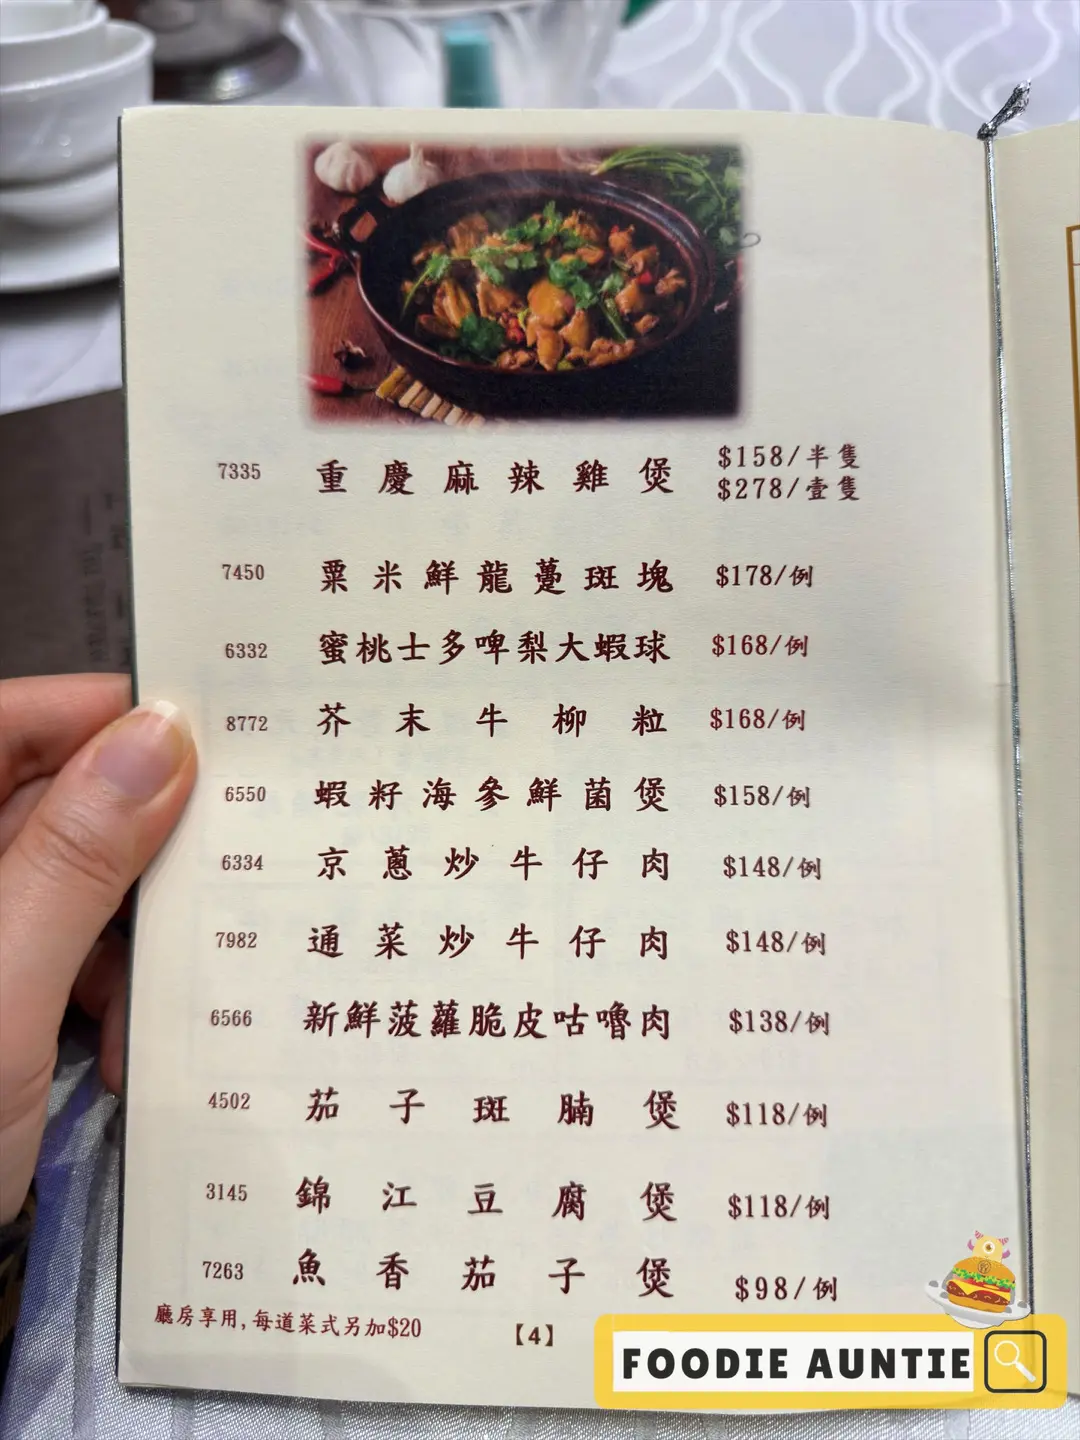 7335 重慶麻辣雞煲 $158/半隻
$278/壹隻
7450 粟米鮮龍躉斑塊 $178/例
6332 蜜桃士多啤梨大蝦球 $168/例
8772 芥末牛柳粒 $168/例
6550 蝦籽海參鮮菌煲 $158/例
6334 京蔥炒牛仔肉 $148/例
7982 通菜炒牛仔肉 $148/例
6566 新鮮菠蘿脆皮咕嚕肉 $138/例
4502 茄子斑腩煲 $118/例
3145 錦江豆腐煲 $118/例
7263 魚香茄子煲 $98/例
廳房享用,每道菜式另加$20
【4】
FOODIE AUNTIE